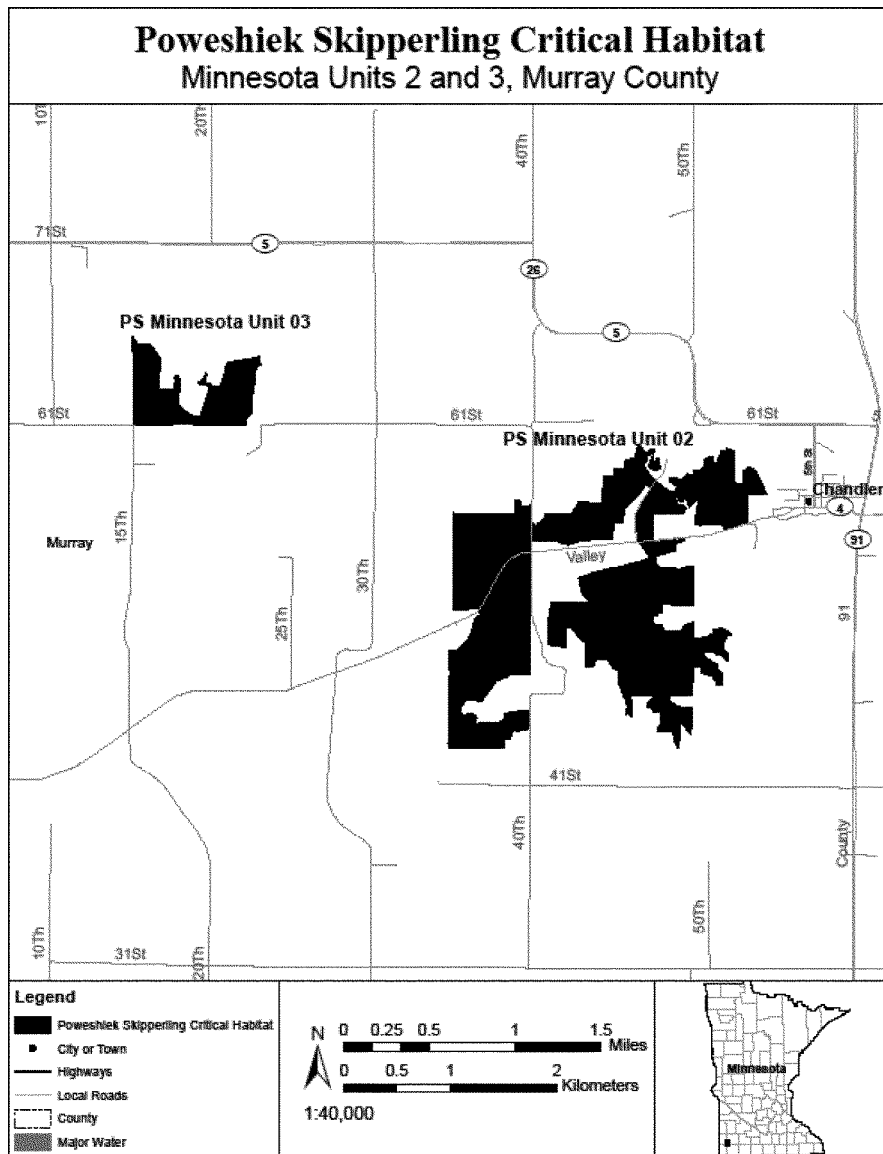 Poweshiek Skipperling Critical Habitat
Minnesota Units 2 and 3, Murray County
20Th
40Th
50Th
71St
5
26
5
PS Minnesota Unit 03
61St
61St
61St
PS Minnesota Unit 02
5th St
Chandler
4
91
Valley
Murray
15Th
25Th
30Th
91
41St
40Th
County
50Th
10Th
31St
20Th
Legend
Poweshiek Skipperling Critical Habitat
City or Town
Highways
Local Roads
County
Major Water
N
0 0.25 0.5 1 1.5
Miles
0 0.5 1 2
Kilometers
1:40,000
Minnesota